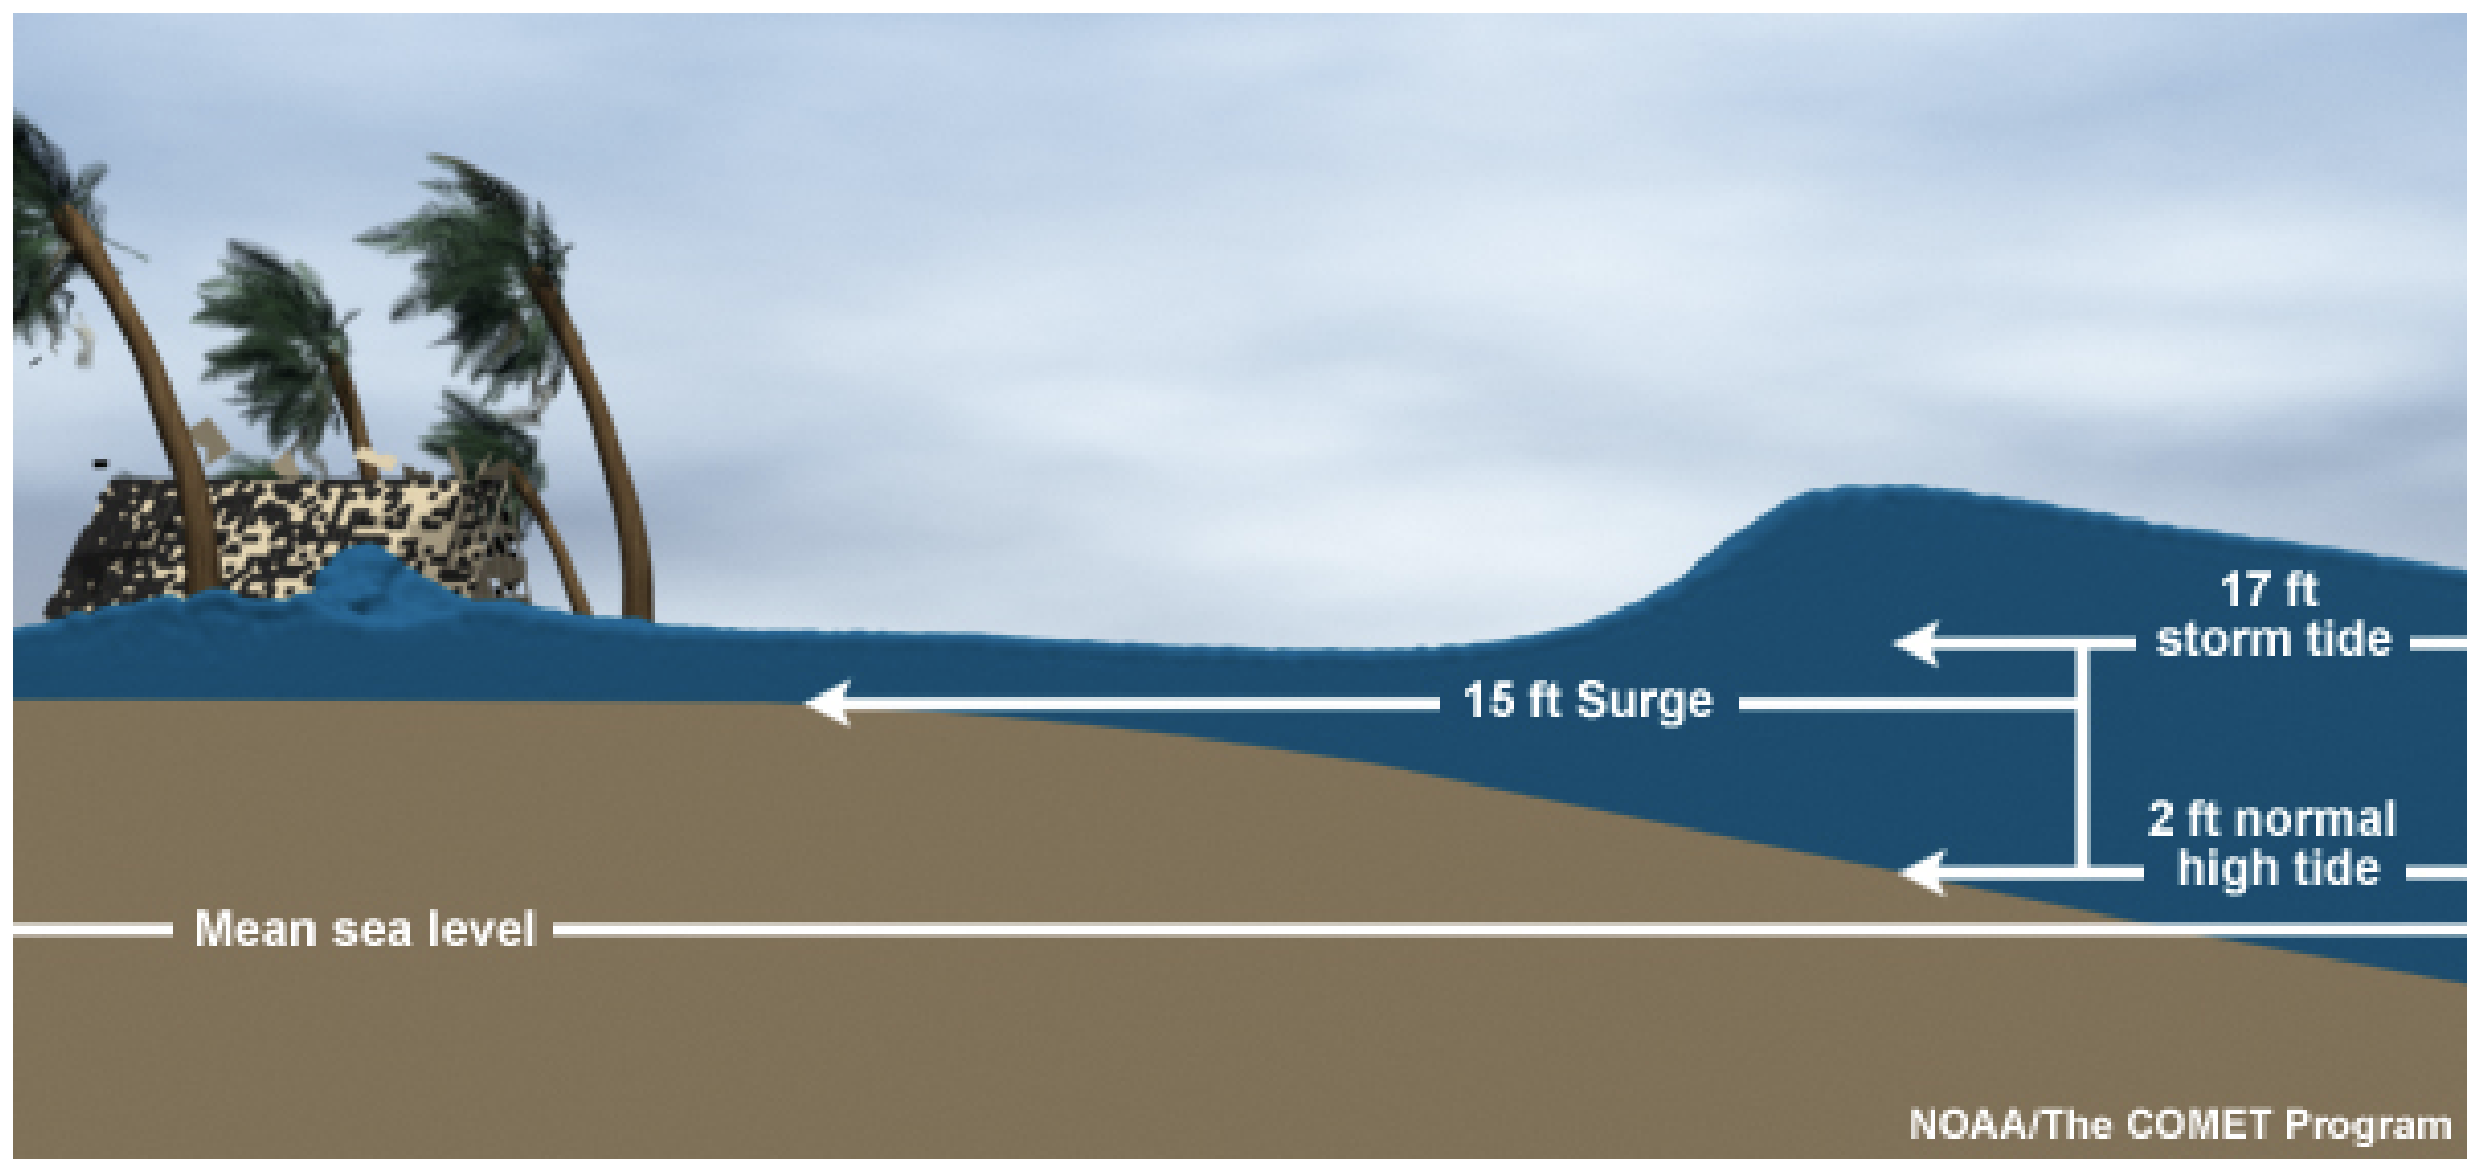 17 ft
storm tide
15 ft Surge
2 ft normal
high tide
Mean sea level
NOAA/The COMET Program